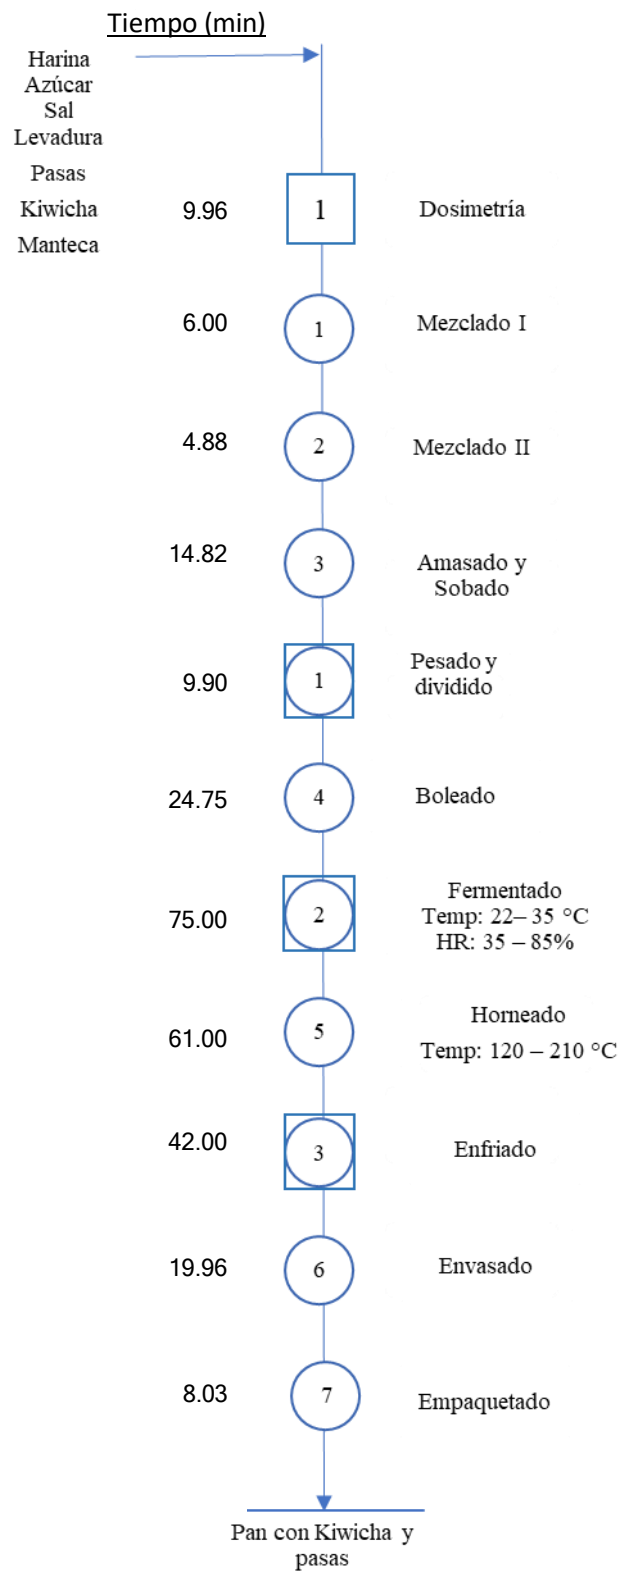 Tiempo (min)
Harina
Azúcar
Sal
Levadura
Pasas
Kiwicha
Manteca
9.96
1
Dosimetría
6.00
1
Mezclado I
4.88
2
Mezclado II
14.82
3
Amasado y
Sobado
9.90
1
Pesado y
dividido
24.75
4
Boleado
75.00
2
Fermentado
Temp: 22– 35 °C
HR: 35 – 85%
61.00
5
Horneado
Temp: 120 – 210 °C
42.00
3
Enfriado
19.96
6
Envasado
8.03
7
Empaquetado
Pan con Kiwicha y
pasas